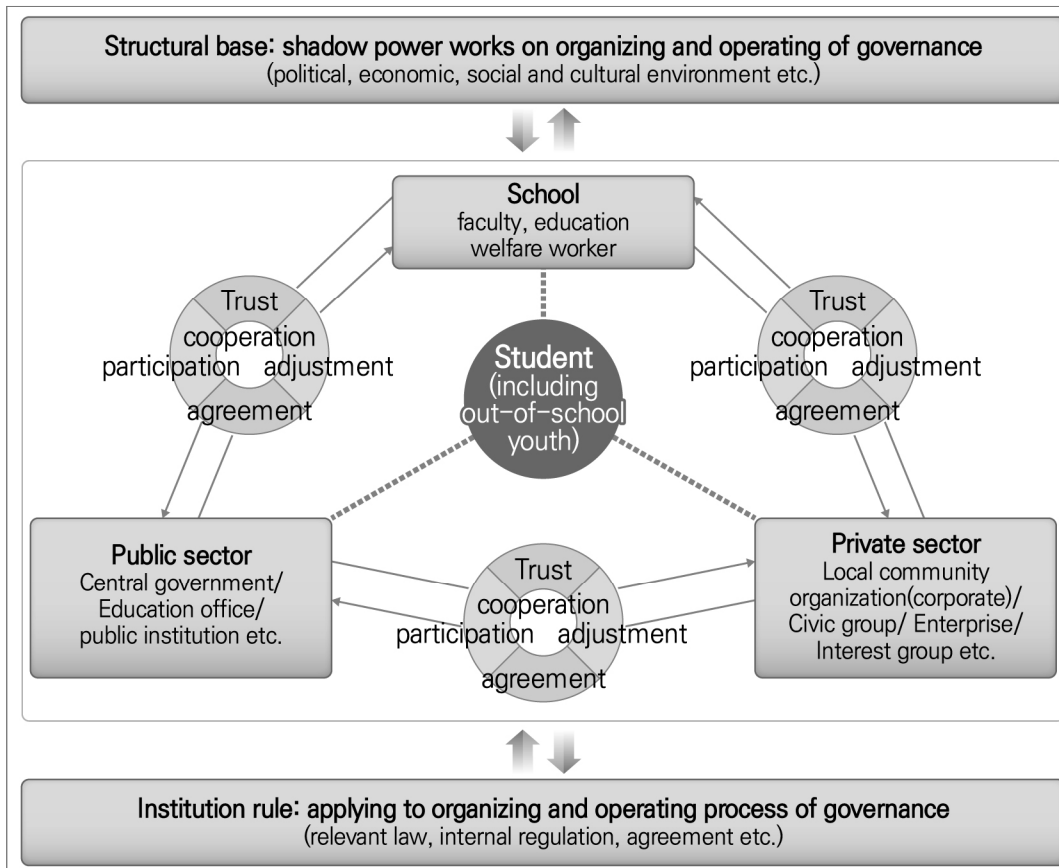 Structural base: shadow power works on organizing and operating of governance
(political, economic, social and cultural environment etc.)
School
faculty, education
welfare worker
Trust
cooperation
participation adjustment
agreement
Student
(including
out-of-school
youth)
Trust
cooperation
participation adjustment
agreement
Public sector
Central government/
Education office/
public institution etc.
Trust
cooperation
participation adjustment
agreement
Private sector
Local community
organization(corporate)/
Civic group/ Enterprise/
Interest group etc.
Institution rule: applying to organizing and operating process of governance
(relevant law, internal regulation, agreement etc.)